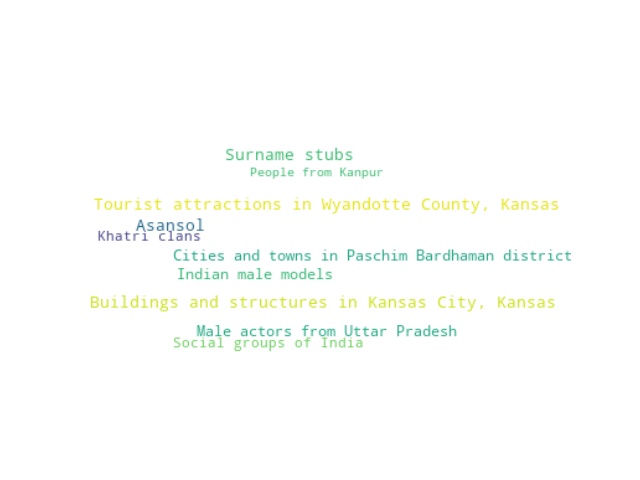 Surname stubs
People from Kanpur
Tourist attractions in Wyandotte County, Kansas
Asansol
Khatri clans
Cities and towns in Paschim Bardhaman district
Indian male models
Buildings and structures in Kansas City, Kansas
Male actors from Uttar Pradesh
Social groups of India